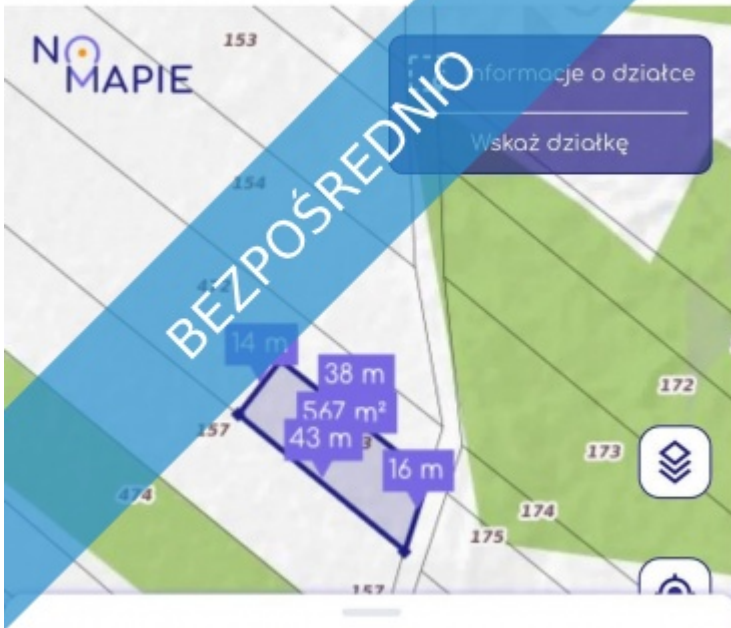 NO
MAPIE
153
Informacje o działce
Wskaż działkę
154
BEZPOŚREDNIO
14 m
38 m
567 m²
43 m
16 m
157
172
173
474
174
175
157